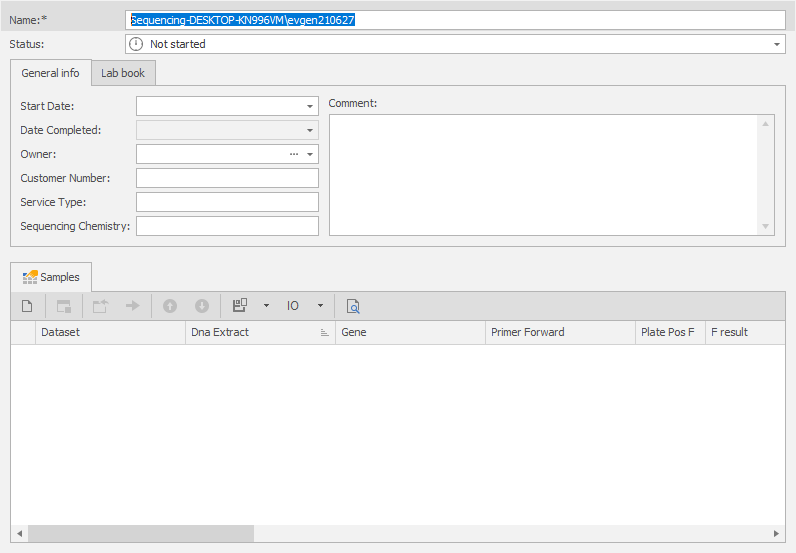 Name:* Sequencing-DESKTOP-KN996VM\evgen210627
Status: Not started
General info Lab book
Start Date:
Date Completed:
Owner: ...
Customer Number:
Service Type:
Sequencing Chemistry:
Comment:
Samples
IO
Dataset Dna Extract Gene Primer Forward Plate Pos F F result